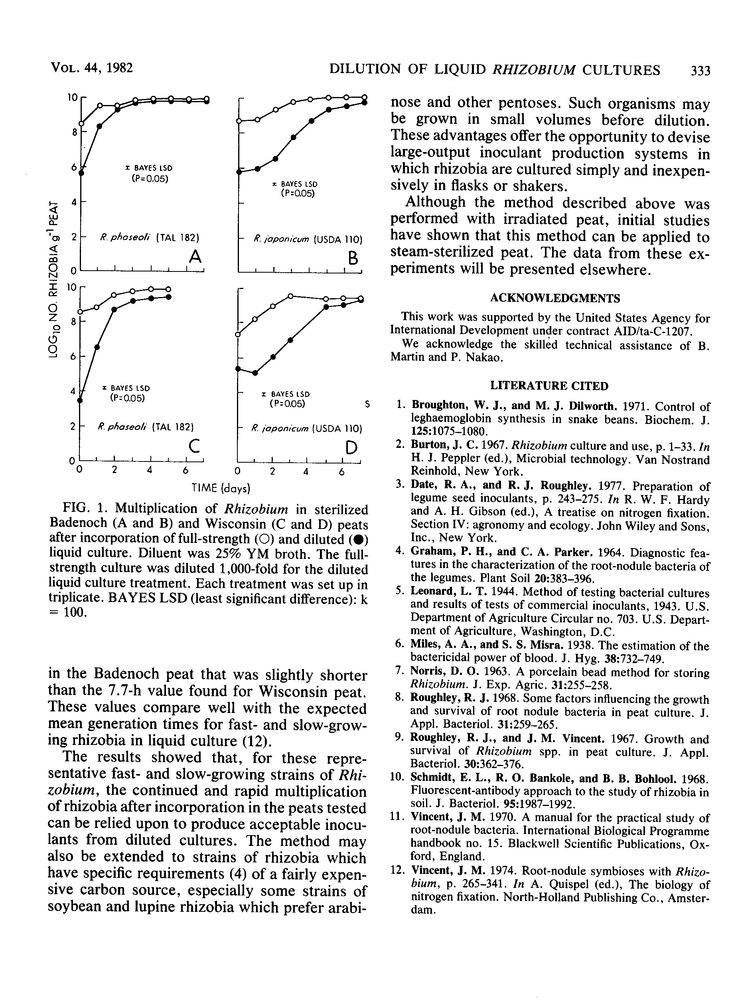 VOL. 44, 1982
DILUTION OF LIQUID RHIZOBIUM CULTURES 333
10
8
6
4
2
0
I BAYES LSD
(P=0.05)
R. phaseoli (TAL 182)
A
I BAYES LSD
(P=0.05)
R. japonicum (USDA 110)
B
LOG10 NO. RHIZOBIA g-1 PEAT
10
8
6
4
2
0
I BAYES LSD
(P=0.05)
R. phaseoli (TAL 182)
C
0 2 4 6
I BAYES LSD
(P=0.05)
S
R. japonicum (USDA 110)
D
0 2 4 6
TIME (days)
FIG. 1. Multiplication of Rhizobium in sterilized
Badenoch (A and B) and Wisconsin (C and D) peats
after incorporation of full-strength (○) and diluted (●)
liquid culture. Diluent was 25% YM broth. The full-
strength culture was diluted 1,000-fold for the diluted
liquid culture treatment. Each treatment was set up in
triplicate. BAYES LSD (least significant difference): k
= 100.
in the Badenoch peat that was slightly shorter
than the 7.7-h value found for Wisconsin peat.
These values compare well with the expected
mean generation times for fast- and slow-grow-
ing rhizobia in liquid culture (12).
The results showed that, for these repre-
sentative fast- and slow-growing strains of Rhi-
zobium, the continued and rapid multiplication
of rhizobia after incorporation in the peats tested
can be relied upon to produce acceptable inocu-
lants from diluted cultures. The method may
also be extended to strains of rhizobia which
have specific requirements (4) of a fairly expen-
sive carbon source, especially some strains of
soybean and lupine rhizobia which prefer arabi-
nose and other pentoses. Such organisms may
be grown in small volumes before dilution.
These advantages offer the opportunity to devise
large-output inoculant production systems in
which rhizobia are cultured simply and inexpen-
sively in flasks or shakers.
Although the method described above was
performed with irradiated peat, initial studies
have shown that this method can be applied to
steam-sterilized peat. The data from these ex-
periments will be presented elsewhere.
ACKNOWLEDGMENTS
This work was supported by the United States Agency for
International Development under contract AID/ta-C-1207.
We acknowledge the skilled technical assistance of B.
Martin and P. Nakao.
LITERATURE CITED
1. Broughton, W. J., and M. J. Dilworth. 1971. Control of
leghaemoglobin synthesis in snake beans. Biochem. J.
125:1075–1080.
2. Burton, J. C. 1967. Rhizobium culture and use, p. 1–33. In
H. J. Peppler (ed.), Microbial technology. Van Nostrand
Reinhold, New York.
3. Date, R. A., and R. J. Roughley. 1977. Preparation of
legume seed inoculants, p. 243–275. In R. W. F. Hardy
and A. H. Gibson (ed.), A treatise on nitrogen fixation.
Section IV: agronomy and ecology. John Wiley and Sons,
Inc., New York.
4. Graham, P. H., and C. A. Parker. 1964. Diagnostic fea-
tures in the characterization of the root-nodule bacteria of
the legumes. Plant Soil 20:383–396.
5. Leonard, L. T. 1944. Method of testing bacterial cultures
and results of tests of commercial inoculants, 1943. U.S.
Department of Agriculture Circular no. 703. U.S. Depart-
ment of Agriculture, Washington, D.C.
6. Miles, A. A., and S. S. Misra. 1938. The estimation of the
bactericidal power of blood. J. Hyg. 38:732–749.
7. Norris, D. O. 1963. A porcelain bead method for storing
Rhizobium. J. Exp. Agric. 31:255–258.
8. Roughley, R. J. 1968. Some factors influencing the growth
and survival of root nodule bacteria in peat culture. J.
Appl. Bacteriol. 31:259–265.
9. Roughley, R. J., and J. M. Vincent. 1967. Growth and
survival of Rhizobium spp. in peat culture. J. Appl.
Bacteriol. 30:362–376.
10. Schmidt, E. L., R. O. Bankole, and B. B. Bohlool. 1968.
Fluorescent-antibody approach to the study of rhizobia in
soil. J. Bacteriol. 95:1987–1992.
11. Vincent, J. M. 1970. A manual for the practical study of
root-nodule bacteria. International Biological Programme
handbook no. 15. Blackwell Scientific Publications, Ox-
ford, England.
12. Vincent, J. M. 1974. Root-nodule symbioses with Rhizo-
bium, p. 265–341. In A. Quispel (ed.), The biology of
nitrogen fixation. North-Holland Publishing Co., Amster-
dam.